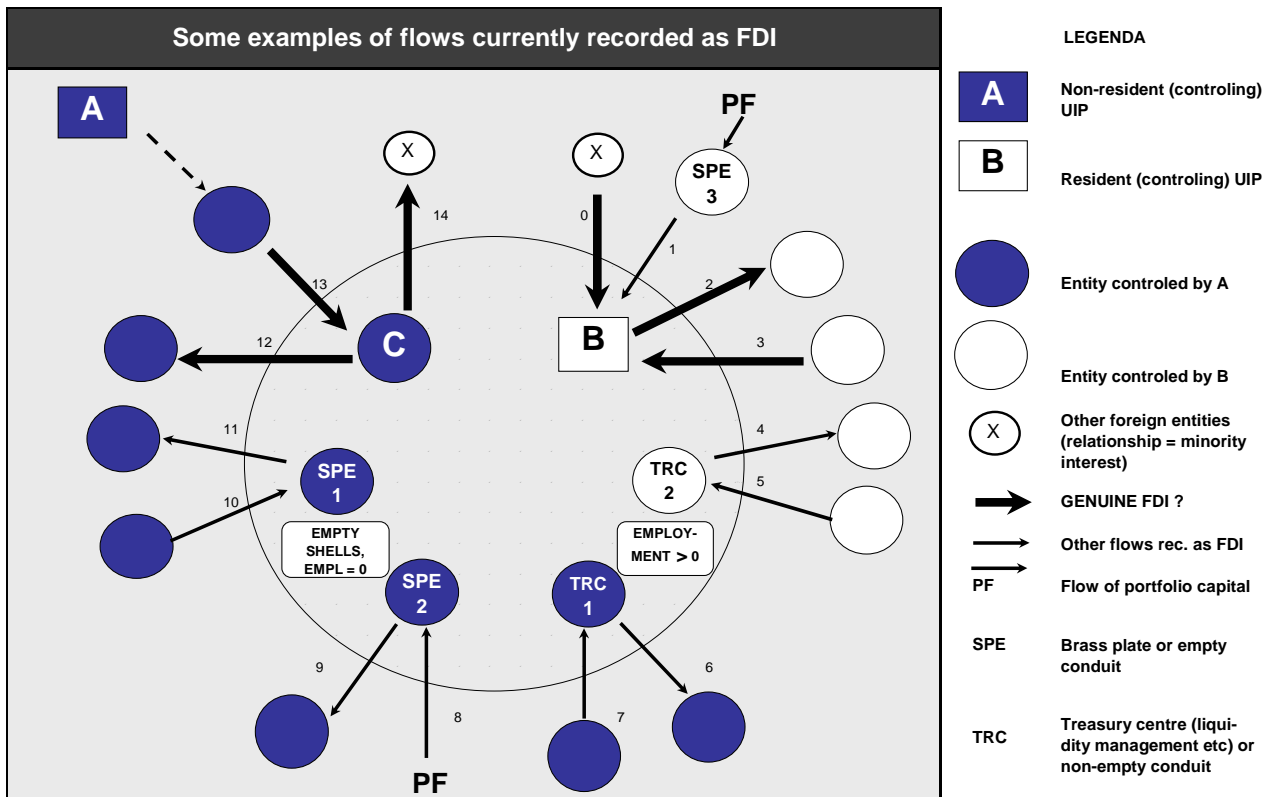 Some examples of flows currently recorded as FDI
A
PF
X
X
SPE
3
14
0
1
13
2
C
B
12
3
11
4
SPE
1
TRC
2
10
5
EMPTY
SHELLS,
EMPL = 0
EMPLOY-
MENT > 0
SPE
2
TRC
1
9
6
8
7
PF
LEGENDA
A
Non-resident (controling)
UIP
B
Resident (controling) UIP
Entity controled by A
Entity controled by B
X
Other foreign entities
(relationship = minority
interest)
GENUINE FDI ?
Other flows rec. as FDI
PF
Flow of portfolio capital
SPE
Brass plate or empty
conduit
TRC
Treasury centre (liqui-
dity management etc) or
non-empty conduit